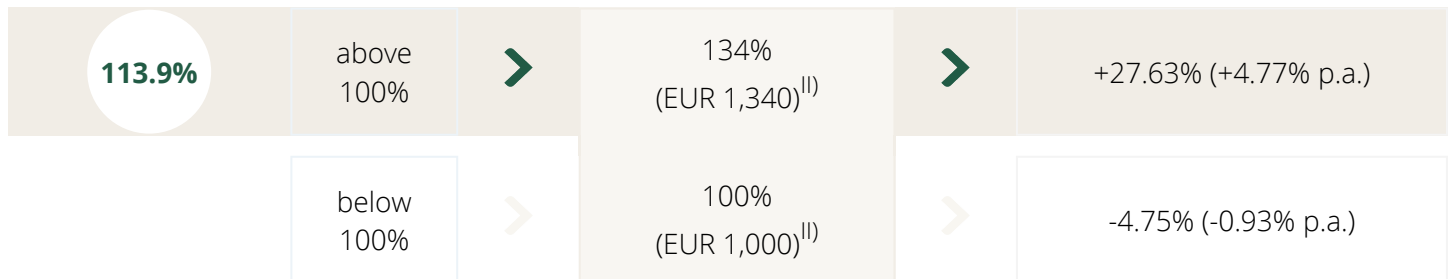 113.9%
above
100%
134%
(EUR 1,340)II)
+27.63% (+4.77% p.a.)
below
100%
100%
(EUR 1,000)II)
-4.75% (-0.93% p.a.)